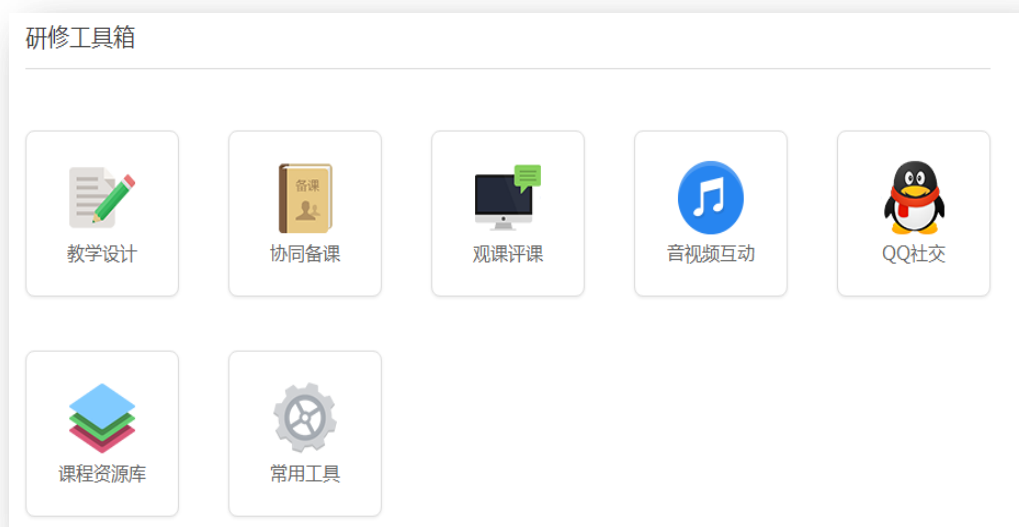 研修工具箱
备课
教学设计
协同备课
观课评课
音视频互动
QQ社交
课程资源库
常用工具